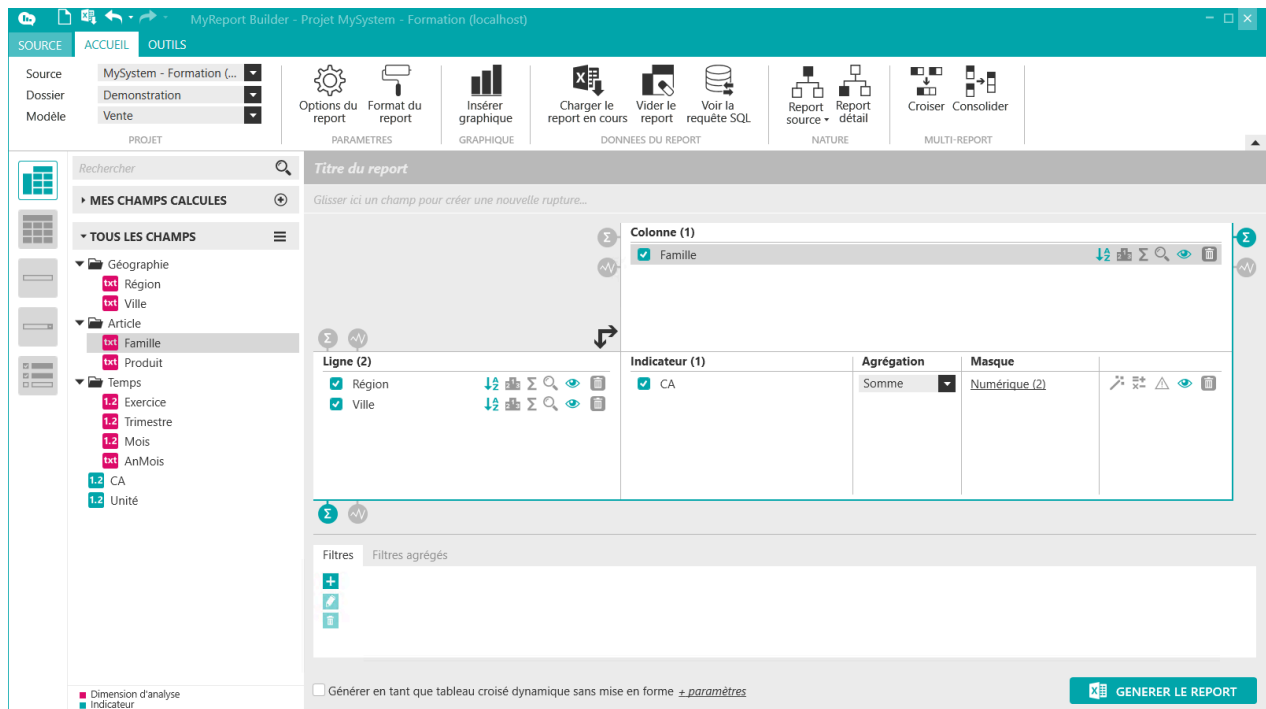 MyReport Builder - Projet MySystem - Formation (localhost)
SOURCE ACCUEIL OUTILS
Source MySystem - Formation (...
Dossier Demonstration
Modèle Vente
PROJET
Options du report
Format du report
PARAMETRES
Insérer graphique
GRAPHIQUE
Charger le report en cours
Vider le report
Voir la requête SQL
DONNEES DU REPORT
Report source
Report détail
NATURE
Croiser Consolider
MULTI-REPORT
Rechercher
MES CHAMPS CALCULES
TOUS LES CHAMPS
Géographie
txt Région
txt Ville
Article
txt Famille
txt Produit
Temps
1.2 Exercice
1.2 Trimestre
1.2 Mois
txt AnMois
1.2 CA
1.2 Unité
Dimension d'analyse
Indicateur
Titre du report
Glisser ici un champ pour créer une nouvelle rupture...
Colonne (1)
Famille
Ligne (2)
Région
Ville
Indicateur (1) Agrégation Masque
CA Somme Numérique (2)
Filtres Filtres agrégés
Générer en tant que tableau croisé dynamique sans mise en forme + paramètres
GENERER LE REPORT